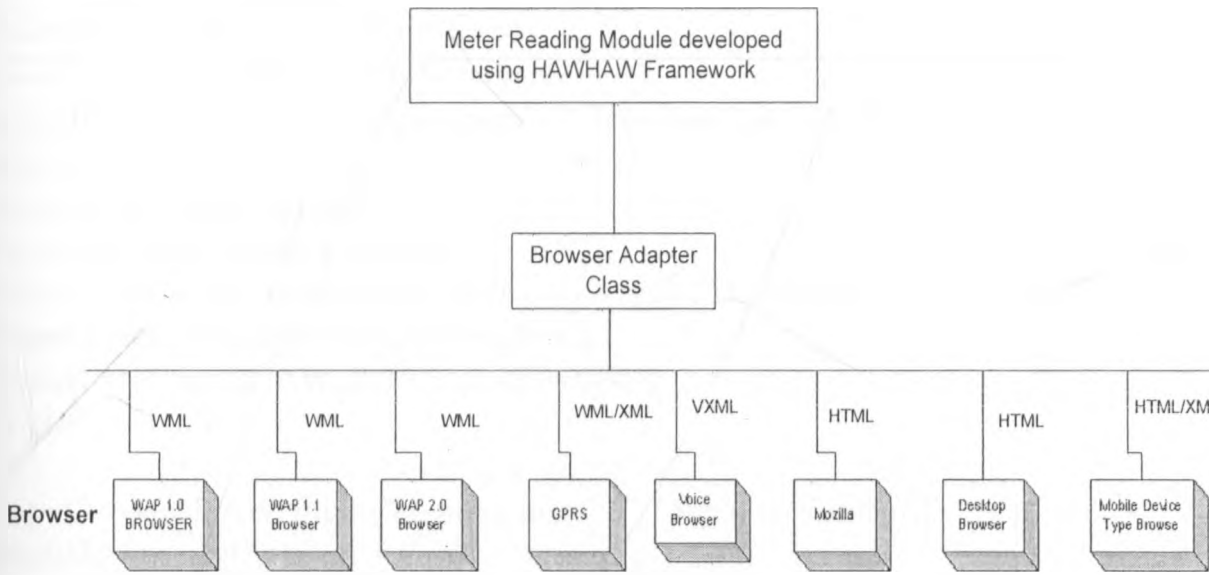 Meter Reading Module developed
using HAWHAW Framework
Browser Adapter
Class
WML
WML
WML
WML/XML
VXML
HTML
HTML
HTML/XM
Browser
WAP 1.0
BROWSER
WAP 1.1
Browser
WAP 2.0
Browser
GPRS
Voice
Browser
Mozilla
Desktop
Browser
Mobile Device
Type Browse